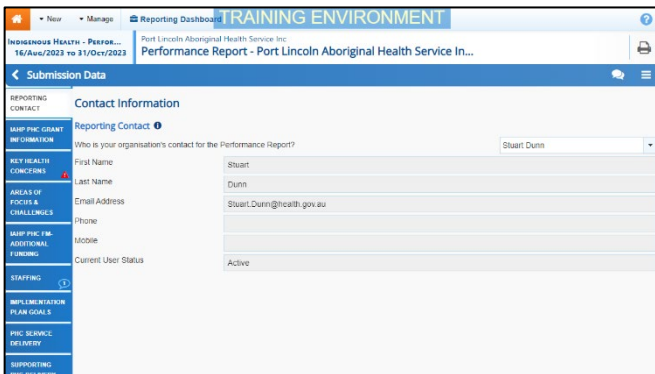 New
Manage
Reporting Dashboard
TRAINING ENVIRONMENT
INDIGENOUS HEALTH - PERFOR...
16/AUG/2023 TO 31/OCT/2023
Port Lincoln Aboriginal Health Service Inc
Performance Report - Port Lincoln Aboriginal Health Service In...
Submission Data
REPORTING
CONTACT
IAHP PHC GRANT
INFORMATION
KEY HEALTH
CONCERNS
AREAS OF
FOCUS &
CHALLENGES
IAHP PHC FM-
ADDITIONAL
FUNDING
STAFFING
IMPLEMENTATION
PLAN GOALS
PHC SERVICE
DELIVERY
SUPPORTING
Contact Information
Reporting Contact
Who is your organisation's contact for the Performance Report?
Stuart Dunn
First Name
Stuart
Last Name
Dunn
Email Address
Stuart.Dunn@health.gov.au
Phone
Mobile
Current User Status
Active